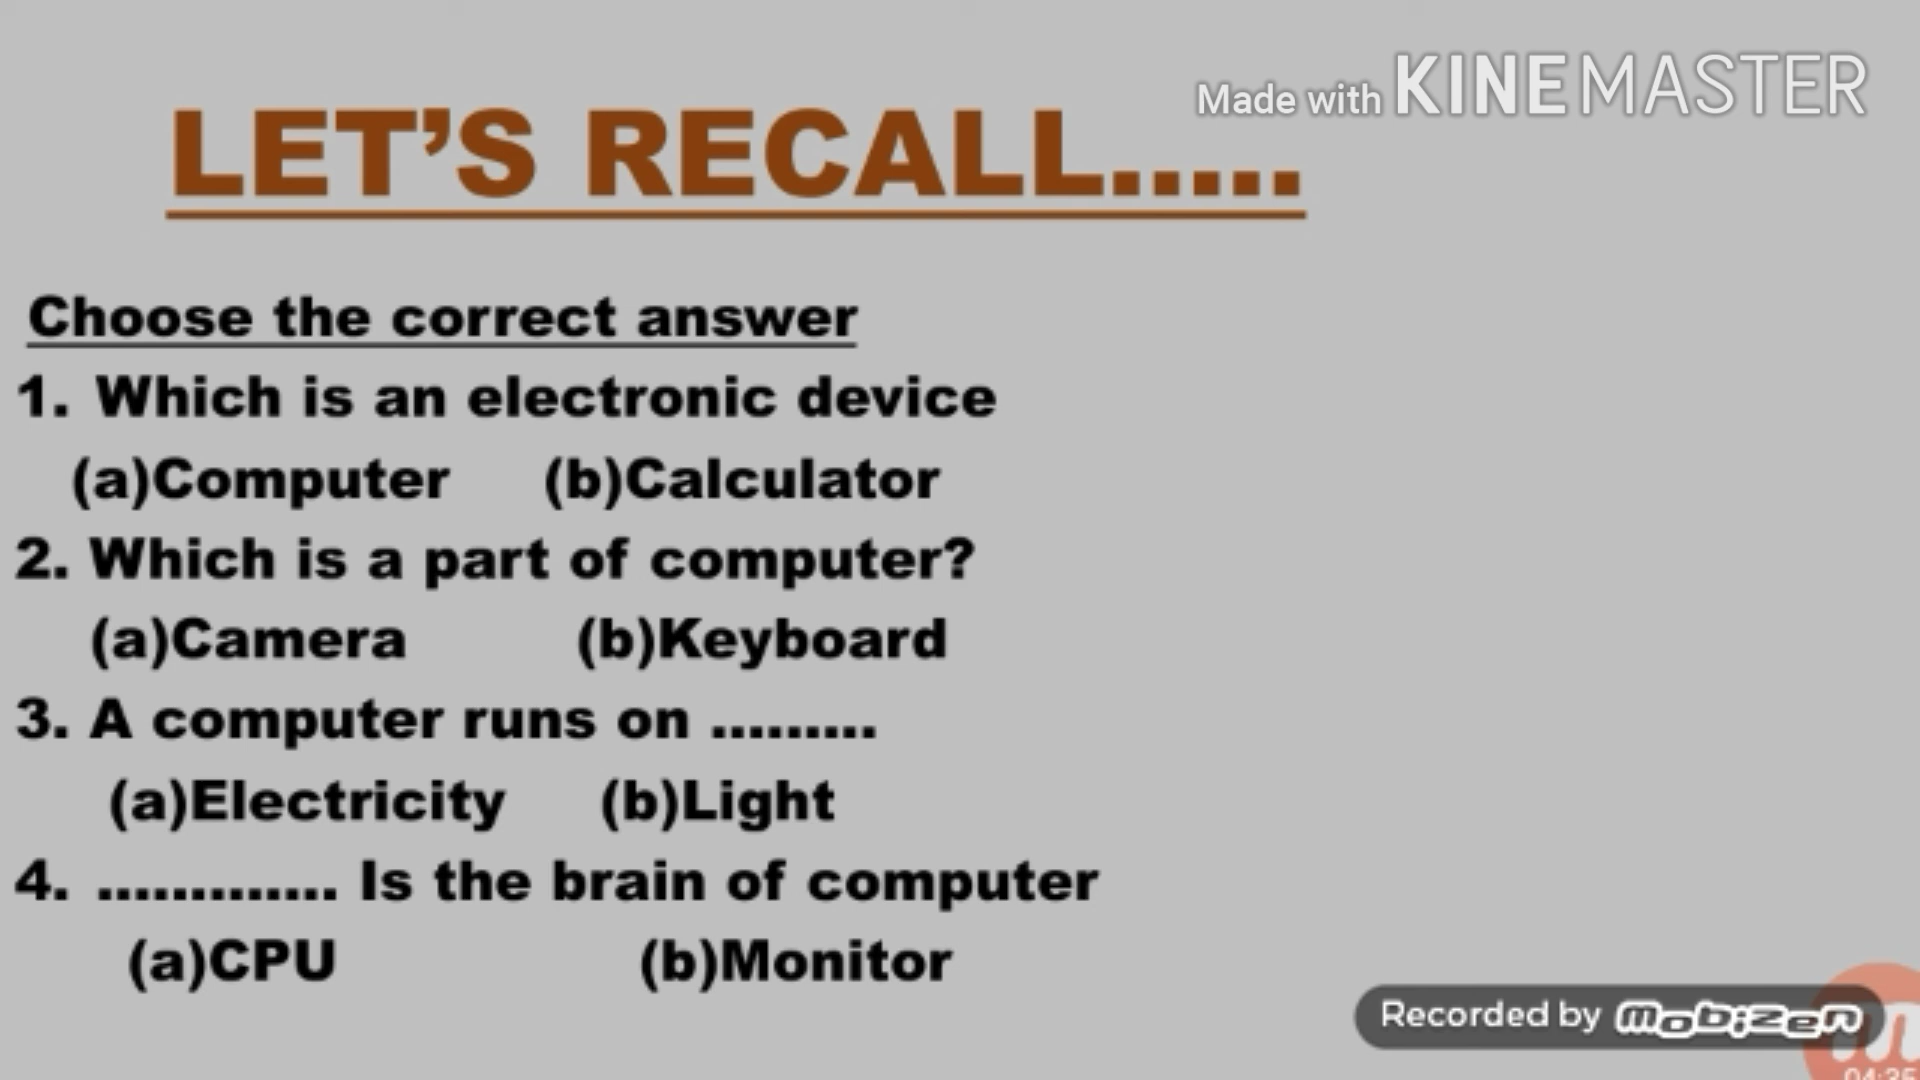 Made with KINEMASTER
LET’S RECALL.....
Choose the correct answer
1. Which is an electronic device
(a)Computer (b)Calculator
2. Which is a part of computer?
(a)Camera (b)Keyboard
3. A computer runs on .........
(a)Electricity (b)Light
4. ............. Is the brain of computer
(a)CPU (b)Monitor
Recorded by mobizen